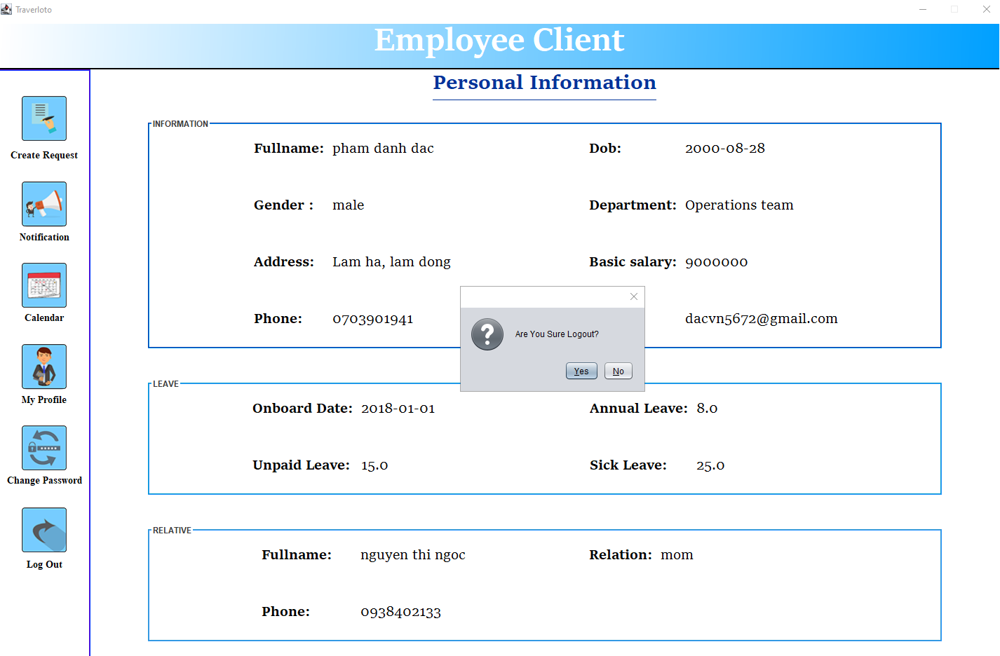 Traverloto
Employee Client
Personal Information
Create Request
Notification
Calendar
My Profile
Change Password
Log Out
INFORMATION
Fullname: pham danh dac Dob: 2000-08-28
Gender : male Department: Operations team
Address: Lam ha, lam dong Basic salary: 9000000
Phone: 0703901941 dacvn5672@gmail.com
Are You Sure Logout?
Yes No
LEAVE
Onboard Date: 2018-01-01 Annual Leave: 8.0
Unpaid Leave: 15.0 Sick Leave: 25.0
RELATIVE
Fullname: nguyen thi ngoc Relation: mom
Phone: 0938402133